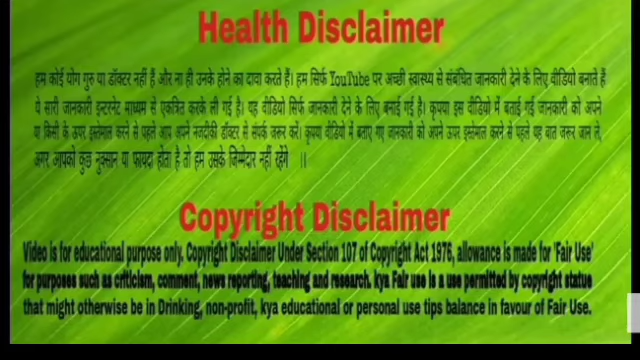 Health Disclaimer
हम कोई योग गुरु या डॉक्टर नहीं हैं और ना ही उनके होने का दावा करते हैं। हम सिर्फ YouTube पर अच्छी स्वास्थ्य से संबंधित जानकारी देने के लिए वीडियो बनाते हैं
ये सारी जानकारी इन्टरनेट माध्यम से एकत्रित करके ली गई है। यह वीडियो सिर्फ जानकारी देने के लिए बनाई गई है। कृपया इस वीडियो में बताई गई जानकारी को अपने
या किसी के ऊपर इस्तेमाल करने से पहले आप अपने नजदीकी डॉक्टर से संपर्क जरूर करें। कृपया वीडियो में बताए गए जानकारी को अपने ऊपर इस्तेमाल करने से पहले यह बात जरूर जान ले,
अगर आपको कुछ नुक्सान या फायदा होता है तो हम उसके जिम्मेदार नहीं रहेंगे ।।
Copyright Disclaimer
Video is for educational purpose only. Copyright Disclaimer Under Section 107 of Copyright Act 1976, allowance is made for 'Fair Use'
for purposes such as criticism, comment, news reporting, teaching and research. kya Fair use is a use permitted by copyright statue
that might otherwise be in Drinking, non-profit, kya educational or personal use tips balance in favour of Fair Use.